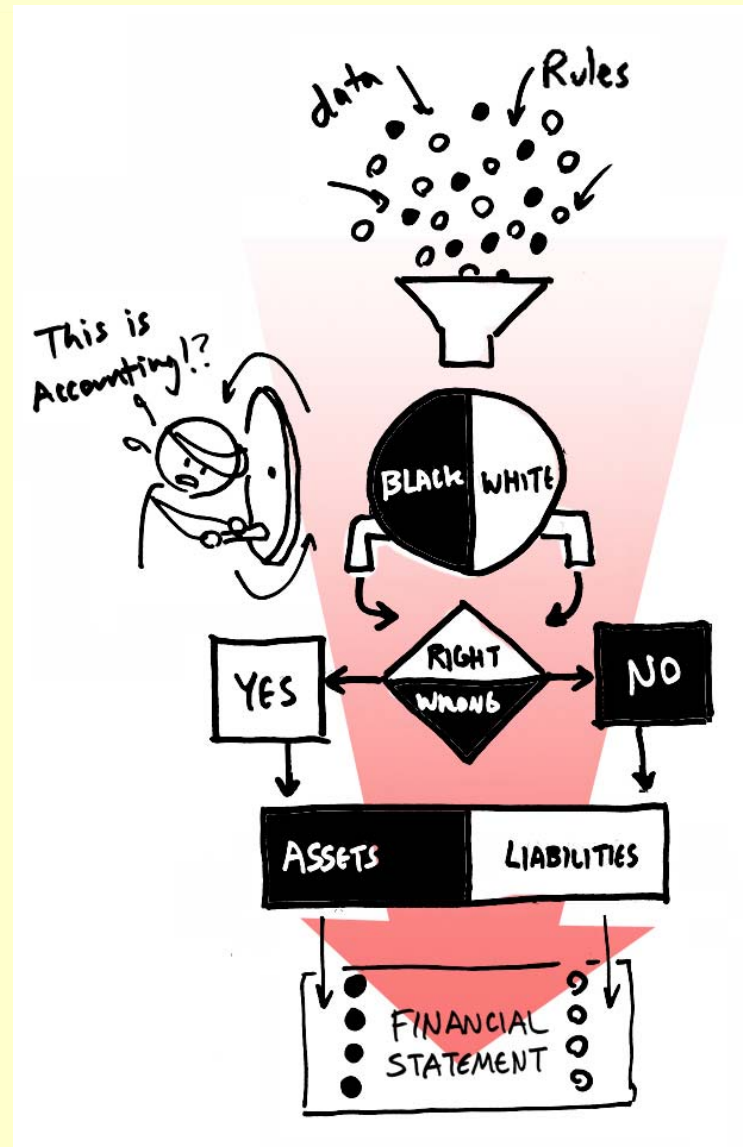 data
Rules
This is
Accounting!?
BLACK WHITE
RIGHT
WRONG
YES
NO
ASSETS
LIABILITIES
FINANCIAL
STATEMENT